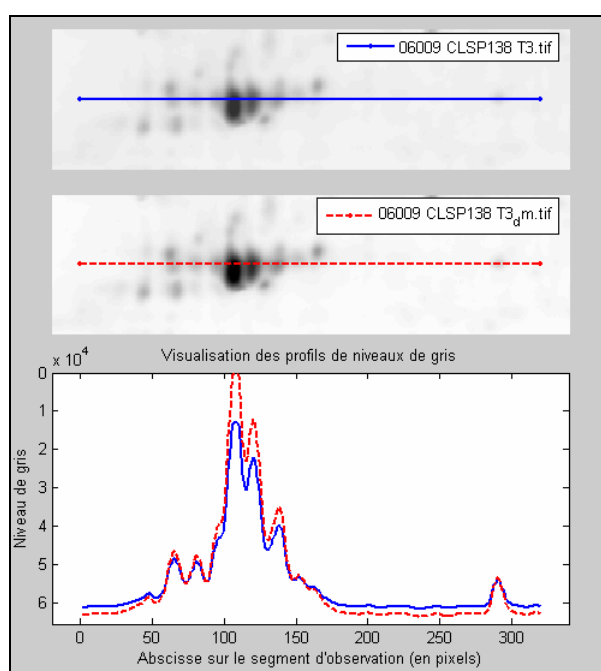 06009 CLSP138 T3.tif
06009 CLSP138 T3dm.tif
Visualisation des profils de niveaux de gris
x 10^4
0
1
2
3
4
5
6
Niveau de gris
0 50 100 150 200 250 300
Abscisse sur le segment d'observation (en pixels)